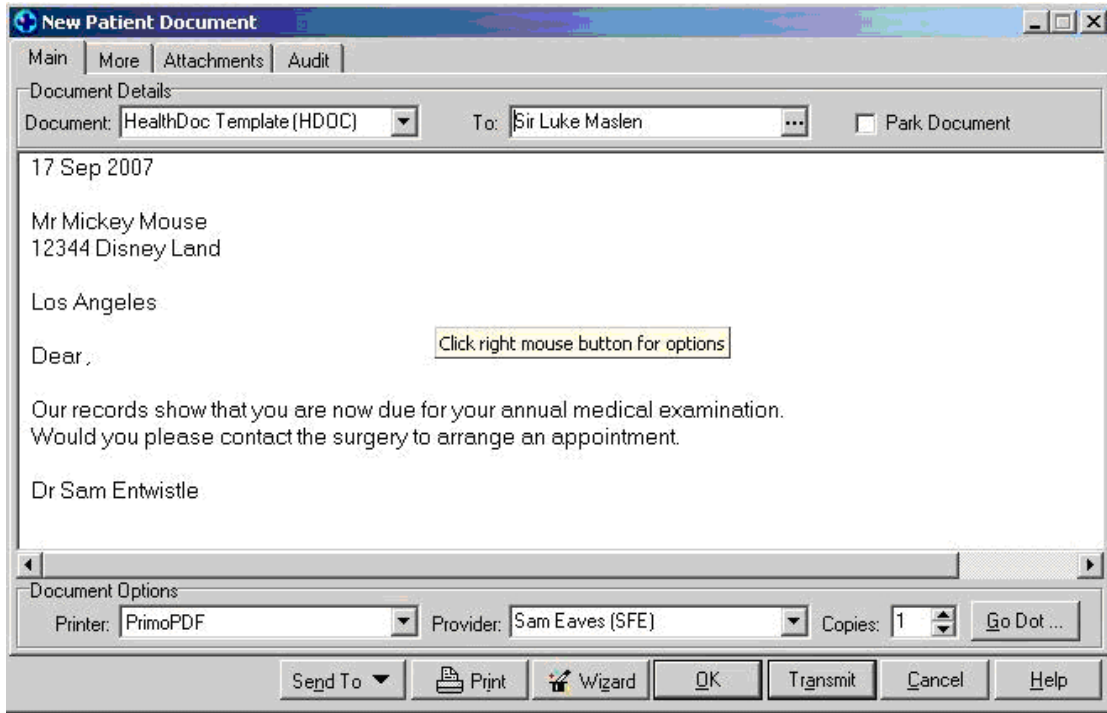 New Patient Document
Main More Attachments Audit
Document Details
Document: HealthDoc Template (HDOC) To: Sir Luke Maslen ... Park Document
17 Sep 2007
Mr Mickey Mouse
12344 Disney Land
Los Angeles
Click right mouse button for options
Dear ,
Our records show that you are now due for your annual medical examination.
Would you please contact the surgery to arrange an appointment.
Dr Sam Entwistle
Document Options
Printer: PrimoPDF Provider: Sam Eaves (SFE) Copies: 1 Go Dot ...
Send To Print Wizard OK Transmit Cancel Help